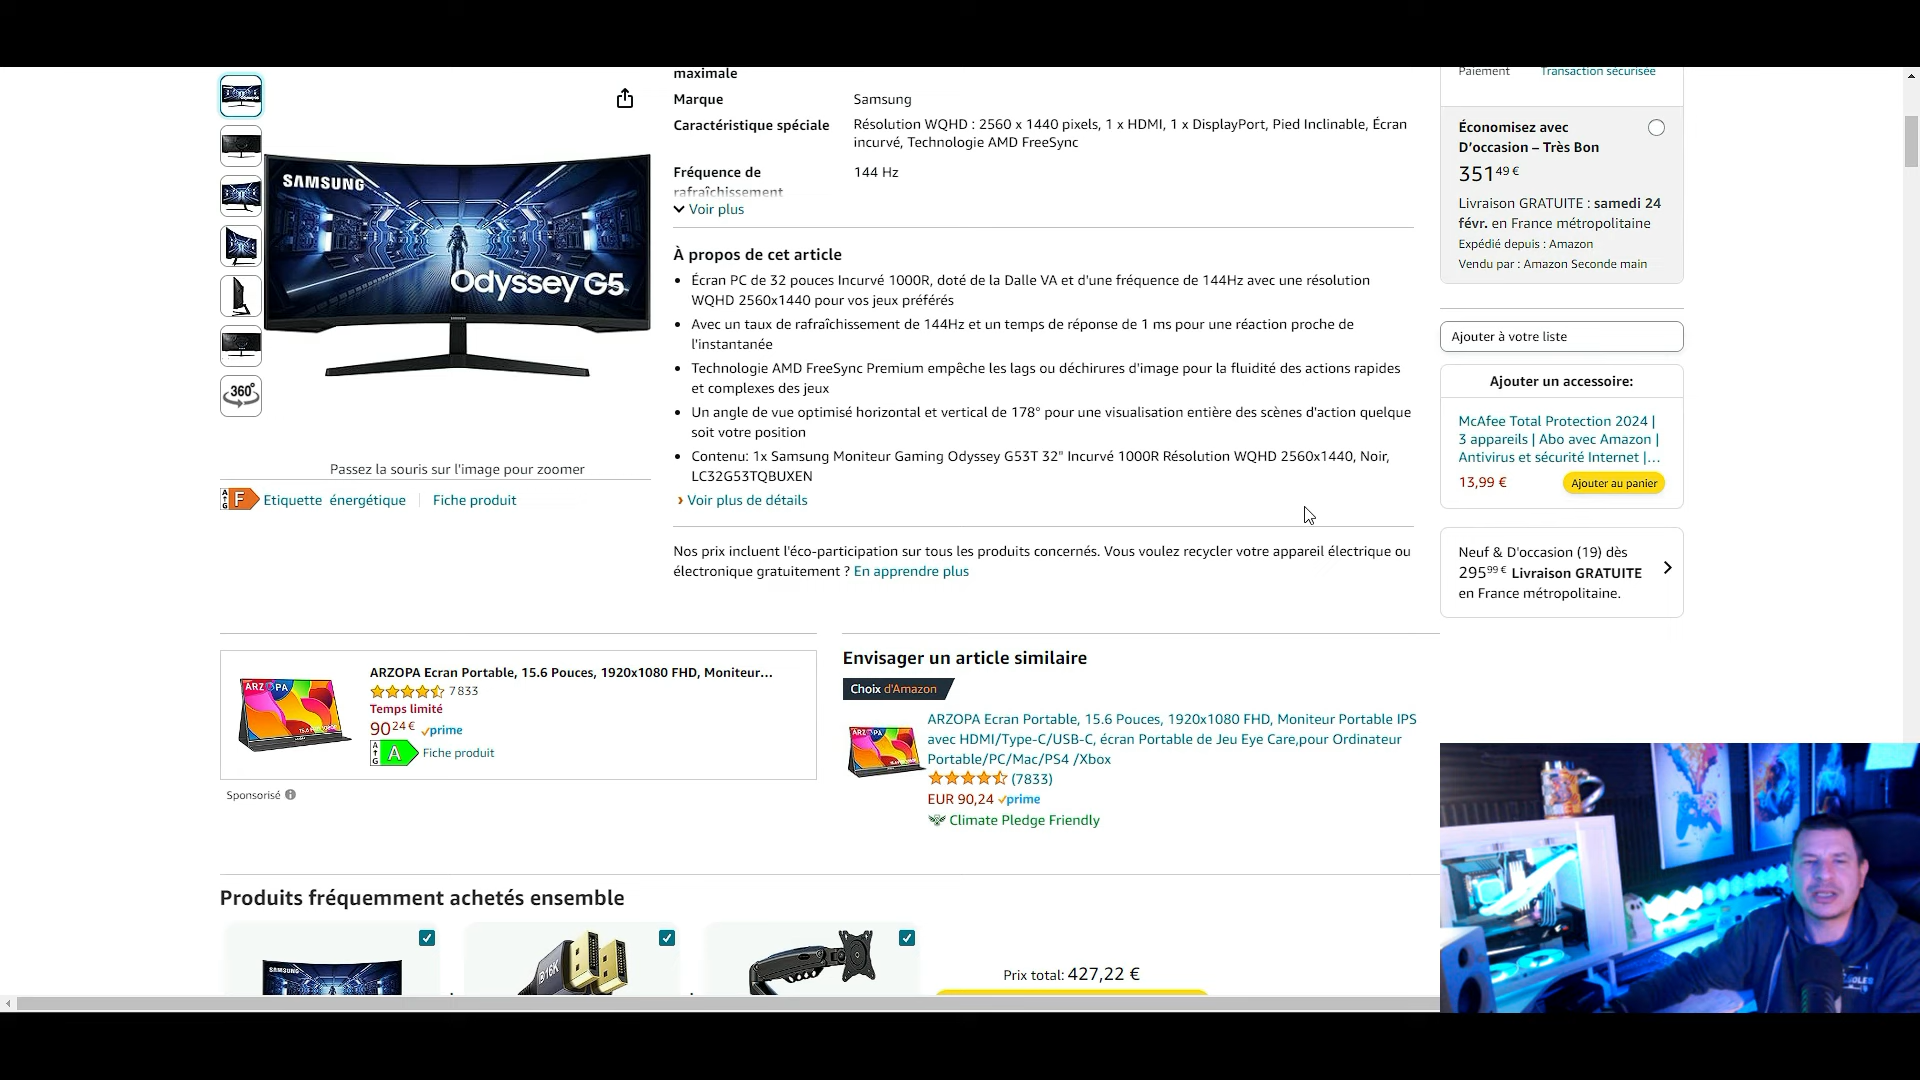 maximale
Marque Samsung
Caractéristique spéciale Résolution WQHD : 2560 x 1440 pixels, 1 x HDMI, 1 x DisplayPort, Pied Inclinable, Écran
incurvé, Technologie AMD FreeSync
Fréquence de 144 Hz
rafraîchissement
Voir plus
SAMSUNG
Odyssey G5
360°
Passez la souris sur l'image pour zoomer
A
G
F
Etiquette énergétique
Fiche produit
À propos de cet article
Écran PC de 32 pouces Incurvé 1000R, doté de la Dalle VA et d'une fréquence de 144Hz avec une résolution
WQHD 2560x1440 pour vos jeux préférés
Avec un taux de rafraîchissement de 144Hz et un temps de réponse de 1 ms pour une réaction proche de
l'instantanée
Technologie AMD FreeSync Premium empêche les lags ou déchirures d'image pour la fluidité des actions rapides
et complexes des jeux
Un angle de vue optimisé horizontal et vertical de 178° pour une visualisation entière des scènes d'action quelque
soit votre position
Contenu: 1x Samsung Moniteur Gaming Odyssey G53T 32" Incurvé 1000R Résolution WQHD 2560x1440, Noir,
LC32G53TQBUXEN
› Voir plus de détails
Nos prix incluent l'éco-participation sur tous les produits concernés. Vous voulez recycler votre appareil électrique ou
électronique gratuitement ? En apprendre plus
Paiement Transaction sécurisée
Économisez avec
D'occasion – Très Bon
351,49 €
Livraison GRATUITE : samedi 24
févr. en France métropolitaine
Expédié depuis : Amazon
Vendu par : Amazon Seconde main
Ajouter à votre liste
Ajouter un accessoire:
McAfee Total Protection 2024 |
3 appareils | Abo avec Amazon |
Antivirus et sécurité Internet |…
13,99 € Ajouter au panier
Neuf & D'occasion (19) dès
295,99 € Livraison GRATUITE
en France métropolitaine.
ARZOPA
ARZOPA Ecran Portable, 15.6 Pouces, 1920x1080 FHD, Moniteur…
7 833
Temps limité
90,24 € prime
A
G
A
Fiche produit
Sponsorisé
Envisager un article similaire
Choix d'Amazon
ARZOPA
ARZOPA Ecran Portable, 15.6 Pouces, 1920x1080 FHD, Moniteur Portable IPS
avec HDMI/Type-C/USB-C, écran Portable de Jeu Eye Care,pour Ordinateur
Portable/PC/Mac/PS4 /Xbox
(7833)
EUR 90,24 prime
Climate Pledge Friendly
Produits fréquemment achetés ensemble
SAMSUNG
16K
Prix total: 427,22 €